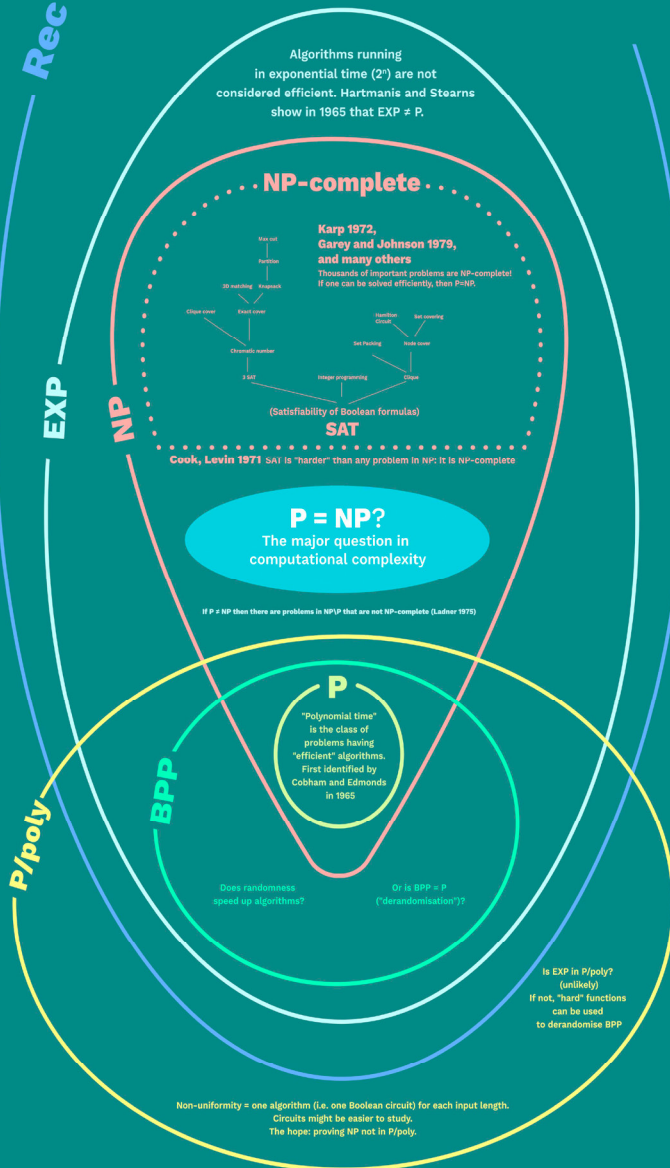 Rec
Algorithms running
in exponential time (2ⁿ) are not
considered efficient. Hartmanis and Stearns
show in 1965 that EXP ≠ P.
NP-complete
Karp 1972,
Garey and Johnson 1979,
and many others
Thousands of important problems are NP-complete!
If one can be solved efficiently, then P=NP.
Max cut
Partition
3D matching Knapsack
Clique cover Exact cover
Hamilton
Circuit
Set covering
Chromatic number
Set Packing Node cover
3 SAT Integer programming Clique
(Satisfiability of Boolean formulas)
SAT
EXP
NP
Cook, Levin 1971 SAT is "harder" than any problem in NP: it is NP-complete
P = NP?
The major question in
computational complexity
If P ≠ NP then there are problems in NP\P that are not NP-complete (Ladner 1975)
P
"Polynomial time"
is the class of
problems having
"efficient" algorithms.
First identified by
Cobham and Edmonds
in 1965
BPP
P/poly
Does randomness
speed up algorithms?
Or is BPP = P
("derandomisation")?
Is EXP in P/poly?
(unlikely)
If not, "hard" functions
can be used
to derandomise BPP
Non-uniformity = one algorithm (i.e. one Boolean circuit) for each input length.
Circuits might be easier to study.
The hope: proving NP not in P/poly.